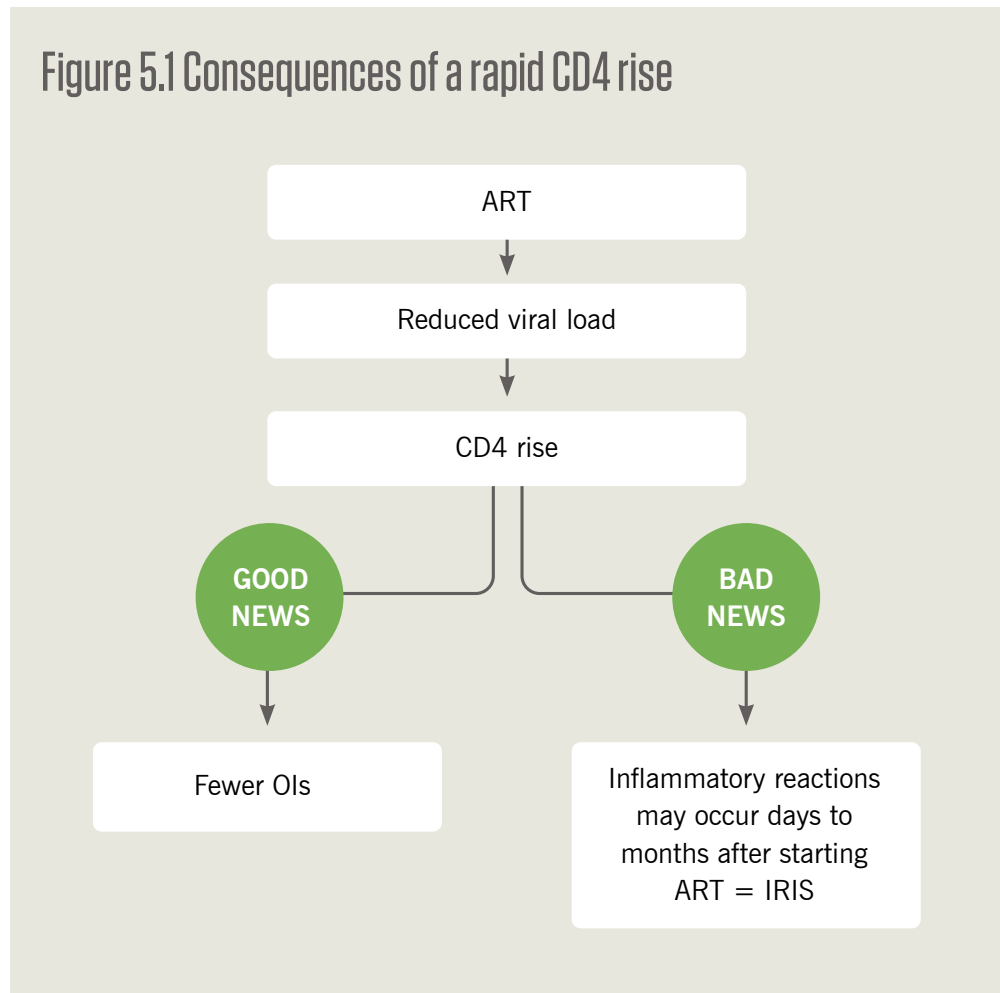 Figure 5.1 Consequences of a rapid CD4 rise
ART
Reduced viral load
CD4 rise
GOOD
NEWS
BAD
NEWS
Fewer OIs
Inflammatory reactions
may occur days to
months after starting
ART = IRIS